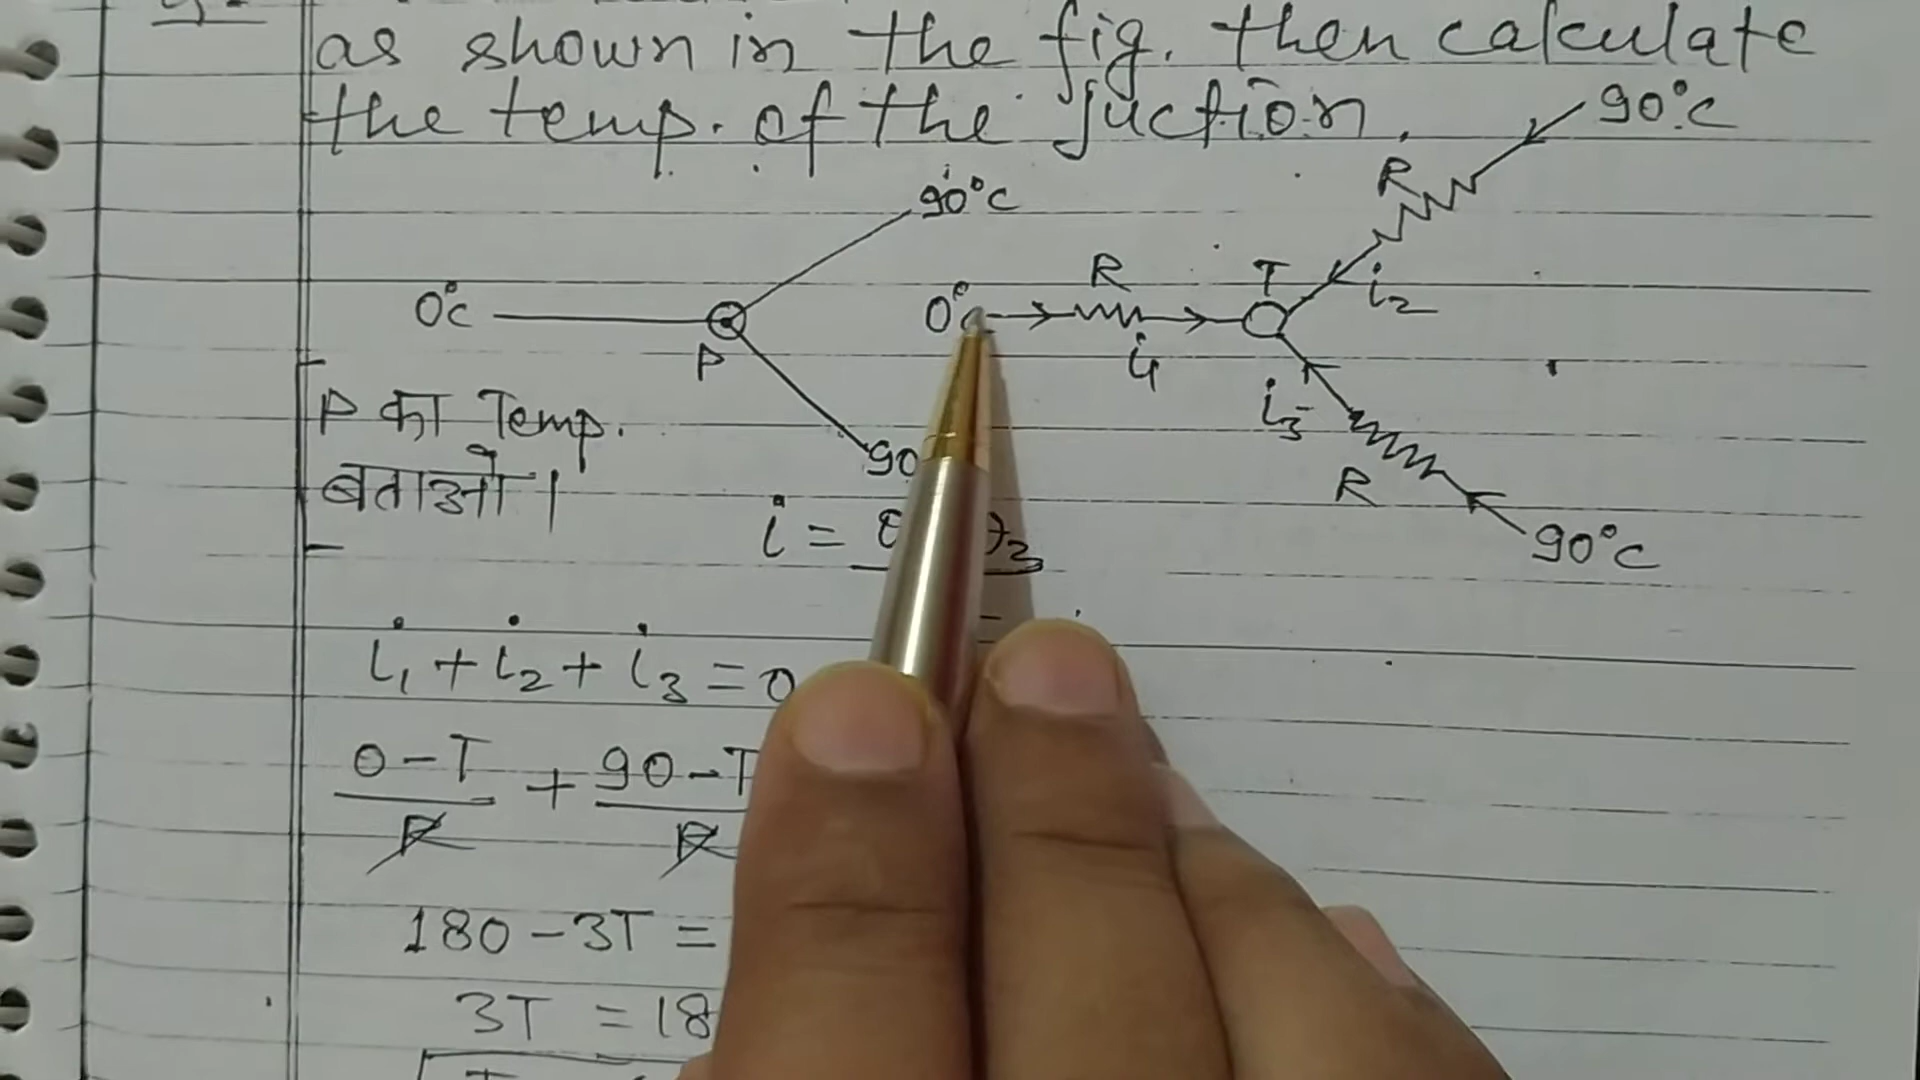 as shown in the fig. then calculate
the temp. of the juction.
90°C
R
90°C
0°C
P
90
0°C
R
i1
T
i2
i3
R
90°C
P का Temp.
बताओ।
i =
i1 + i2 + i3 = 0
0 - T / R + 90 - T / R
180 - 3T =
3T = 18